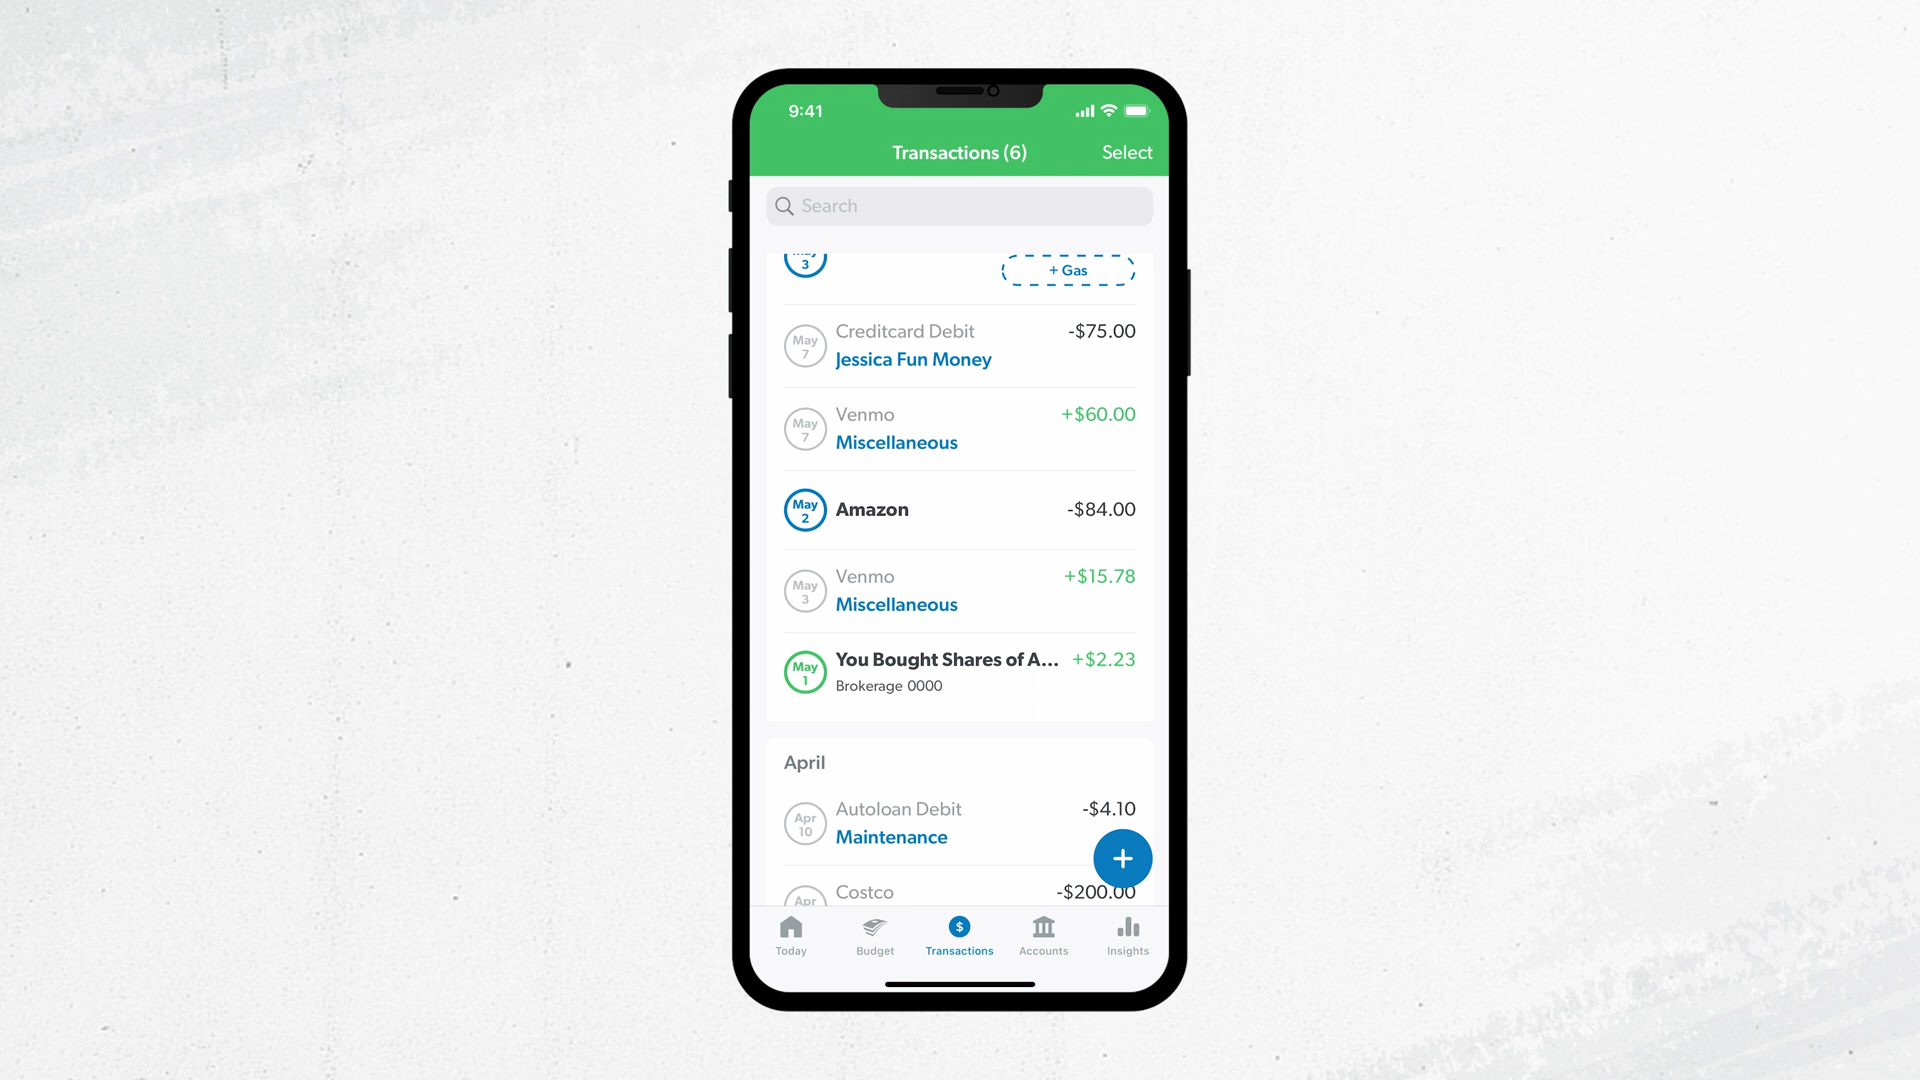 9:41
Transactions (6)
Select
Search
3
+ Gas
May
7
Creditcard Debit
-$75.00
Jessica Fun Money
May
7
Venmo
+$60.00
Miscellaneous
May
2
Amazon
-$84.00
May
3
Venmo
+$15.78
Miscellaneous
May
1
You Bought Shares of A...
+$2.23
Brokerage 0000
April
Apr
10
Autoloan Debit
-$4.10
Maintenance
+
Apr
Costco
-$200.00
$
Today
Budget
Transactions
Accounts
Insights